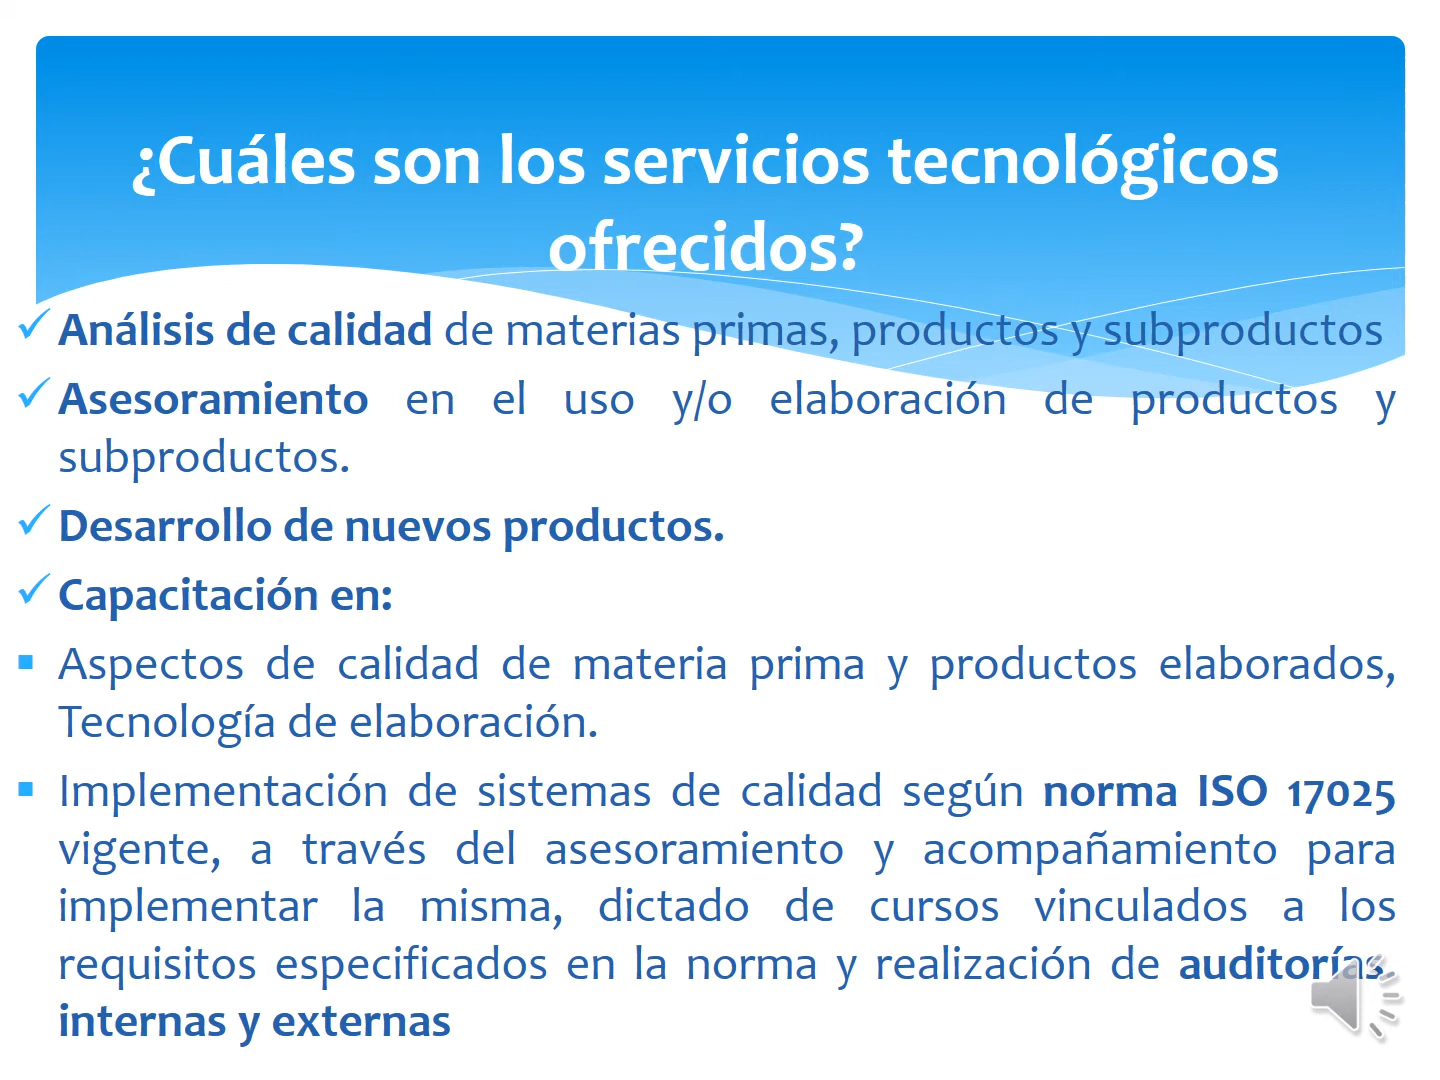 ¿Cuáles son los servicios tecnológicos
ofrecidos?
Análisis de calidad de materias primas, productos y subproductos
Asesoramiento en el uso y/o elaboración de productos y
subproductos.
Desarrollo de nuevos productos.
Capacitación en:
Aspectos de calidad de materia prima y productos elaborados,
Tecnología de elaboración.
Implementación de sistemas de calidad según norma ISO 17025
vigente, a través del asesoramiento y acompañamiento para
implementar la misma, dictado de cursos vinculados a los
requisitos especificados en la norma y realización de auditorías
internas y externas